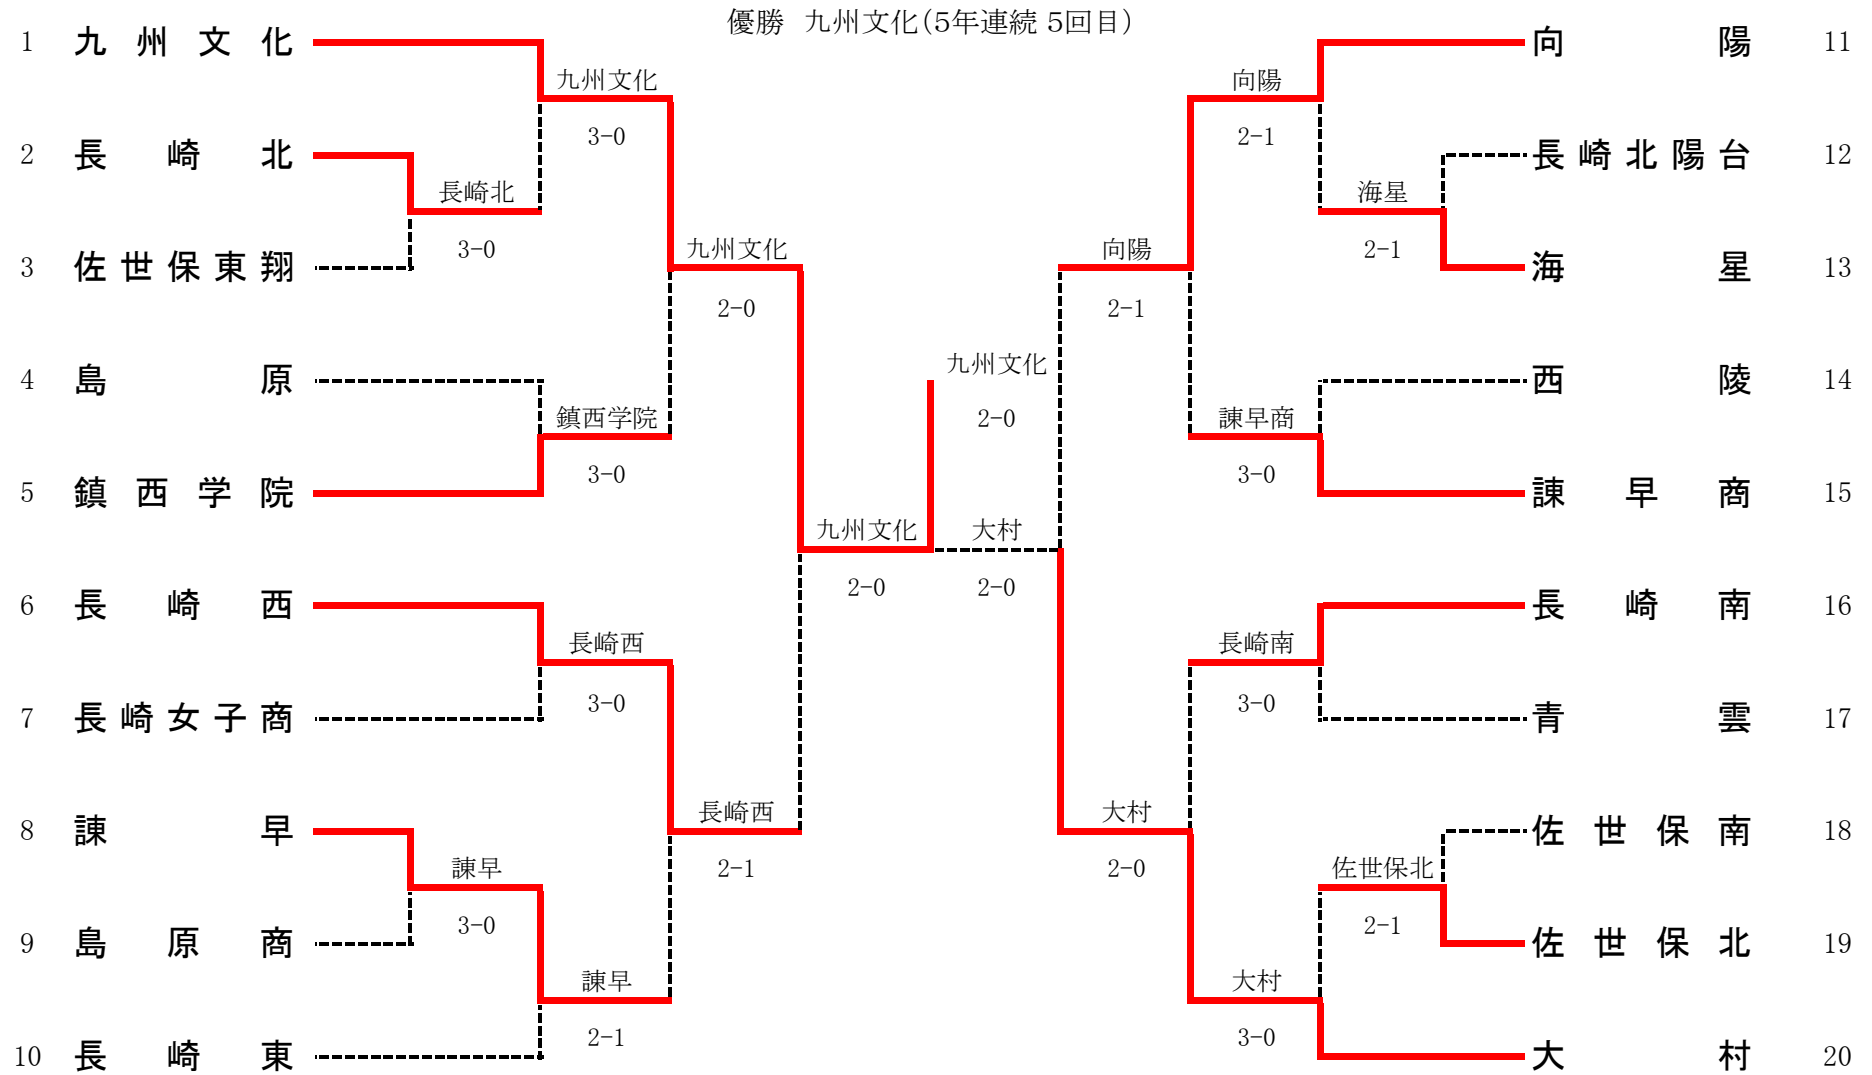 優勝 九州文化(5年連続 5回目)
1 九州文化
2 長崎北
3 佐世保東翔
4 島原
5 鎮西学院
6 長崎西
7 長崎女子商
8 諫早
9 島原商
10 長崎東
長崎北
3-0
諫早
3-0
九州文化
3-0
鎮西学院
3-0
長崎西
3-0
諫早
2-1
九州文化
2-0
長崎西
2-1
九州文化
2-0
九州文化
2-0
大村
2-0
向陽
2-1
大村
2-0
向陽
2-1
諫早商
3-0
長崎南
3-0
大村
3-0
海星
2-1
佐世保北
2-1
向陽 11
長崎北陽台 12
海星 13
西陵 14
諫早商 15
長崎南 16
青雲 17
佐世保南 18
佐世保北 19
大村 20